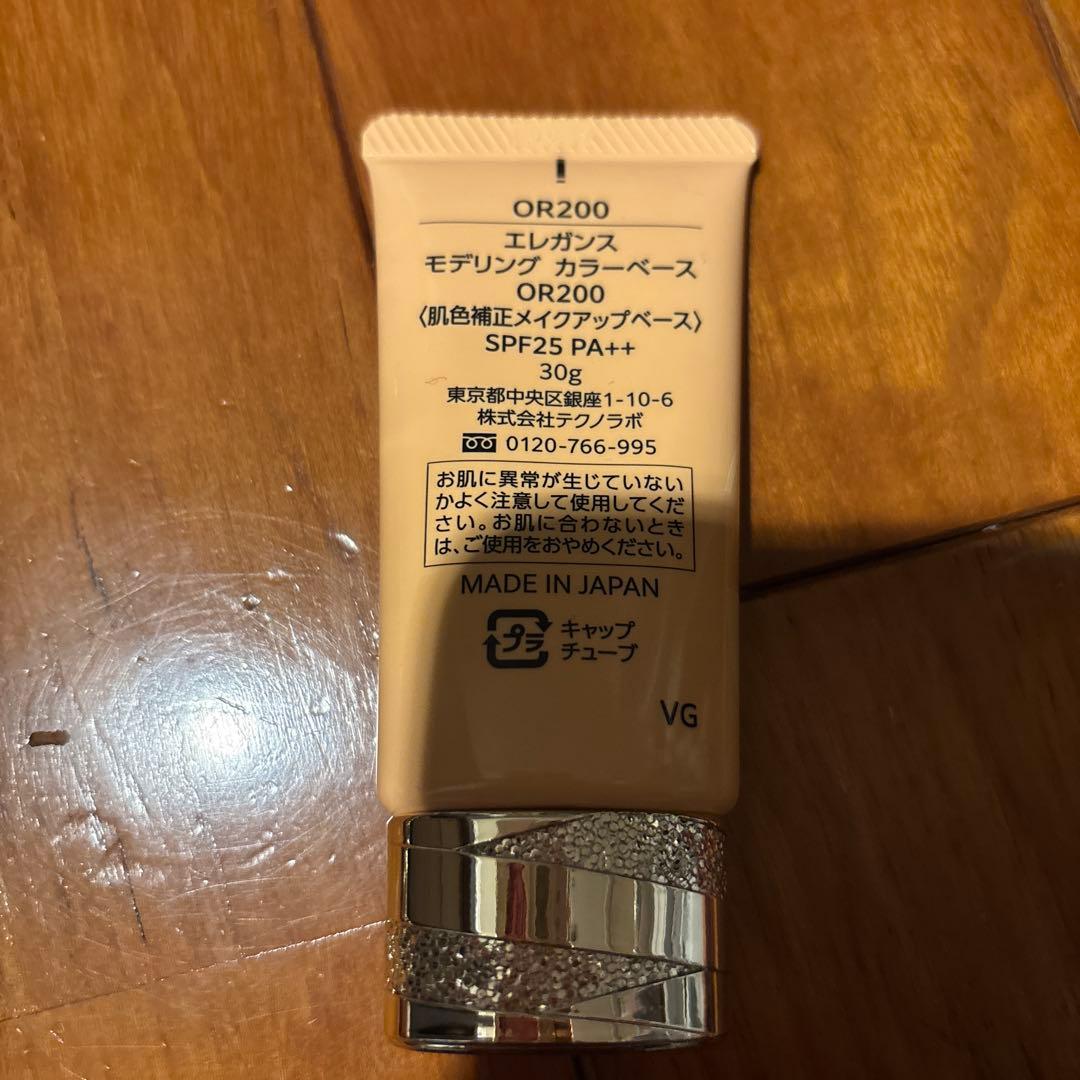 OR200
エレガンス
モデリング カラーベース
OR200
〈肌色補正メイクアップベース〉
SPF25 PA++
30g
東京都中央区銀座1-10-6
株式会社テクノラボ
0120-766-995
お肌に異常が生じていない
かよく注意して使用してくだ
さい。お肌に合わないとき
は、ご使用をおやめください。
MADE IN JAPAN
プラ キャップ
チューブ
VG